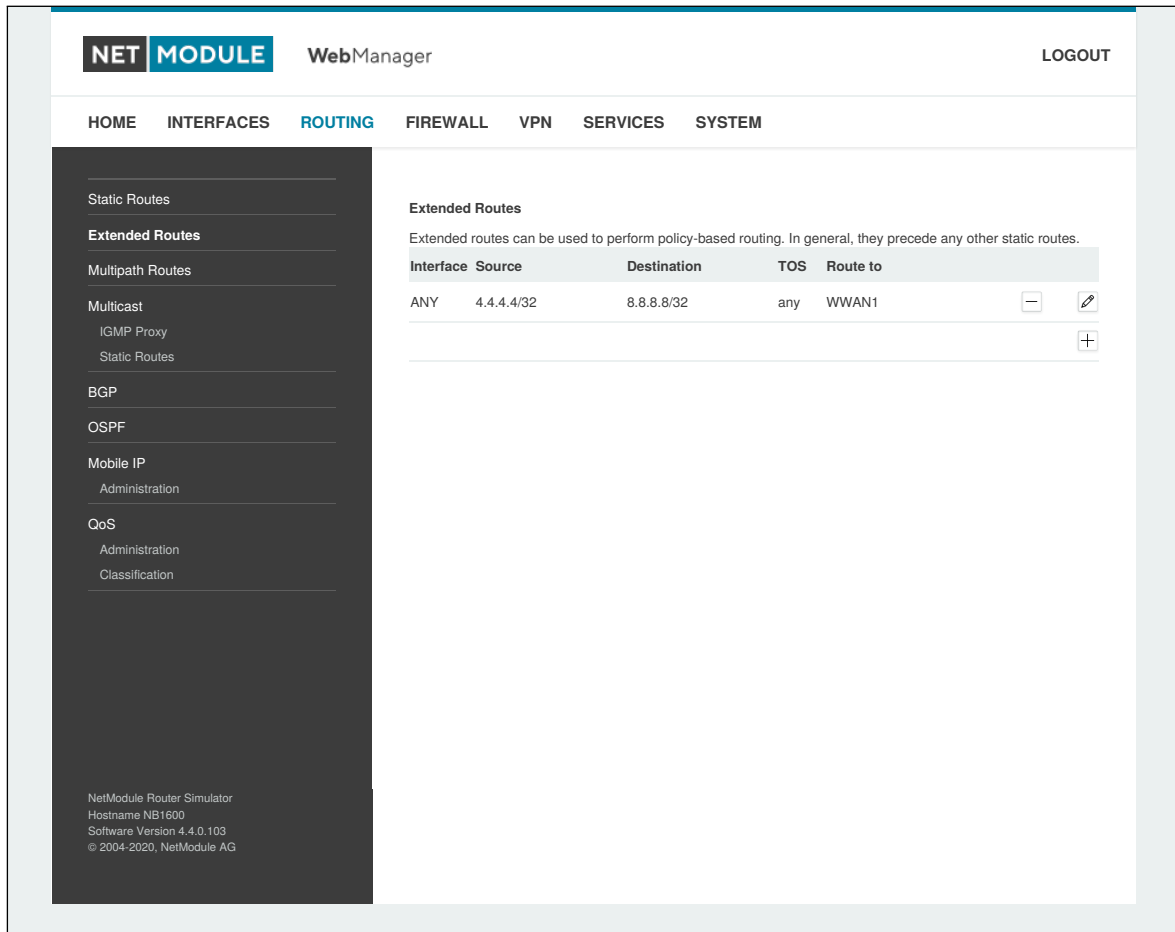 NET MODULE WebManager LOGOUT
HOME INTERFACES ROUTING FIREWALL VPN SERVICES SYSTEM
Static Routes
Extended Routes
Multipath Routes
Multicast
IGMP Proxy
Static Routes
BGP
OSPF
Mobile IP
Administration
QoS
Administration
Classification
NetModule Router Simulator
Hostname NB1600
Software Version 4.4.0.103
© 2004-2020, NetModule AG
Extended Routes
Extended routes can be used to perform policy-based routing. In general, they precede any other static routes.
Interface Source Destination TOS Route to
ANY 4.4.4.4/32 8.8.8.8/32 any WWAN1